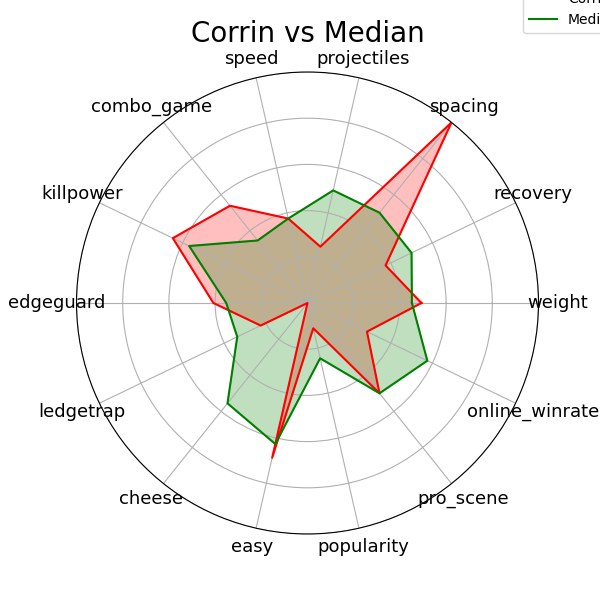 Corrin vs Median
speed
projectiles
combo_game
spacing
killpower
recovery
edgeguard
weight
ledgetrap
online_winrate
cheese
pro_scene
easy
popularity